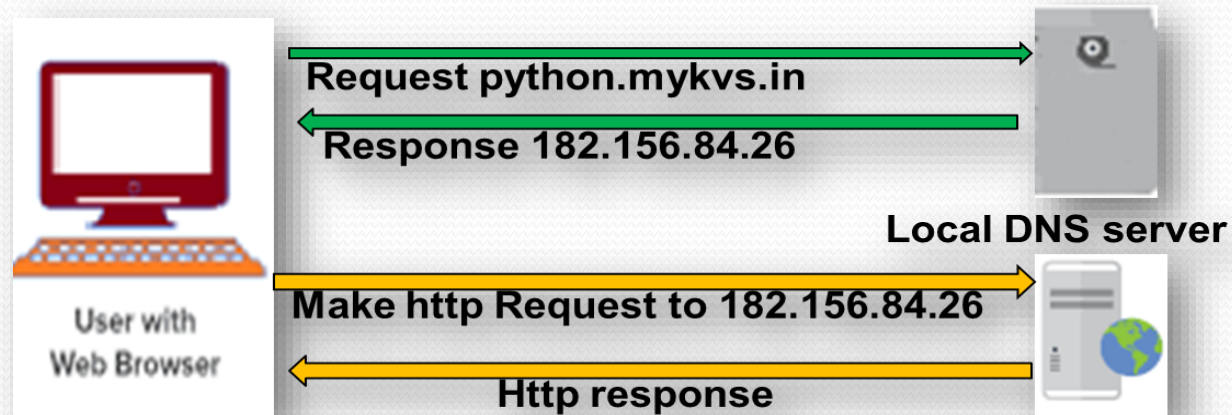 Request python.mykvs.in
Response 182.156.84.26
Local DNS server
Make http Request to 182.156.84.26
User with
Web Browser
Http response